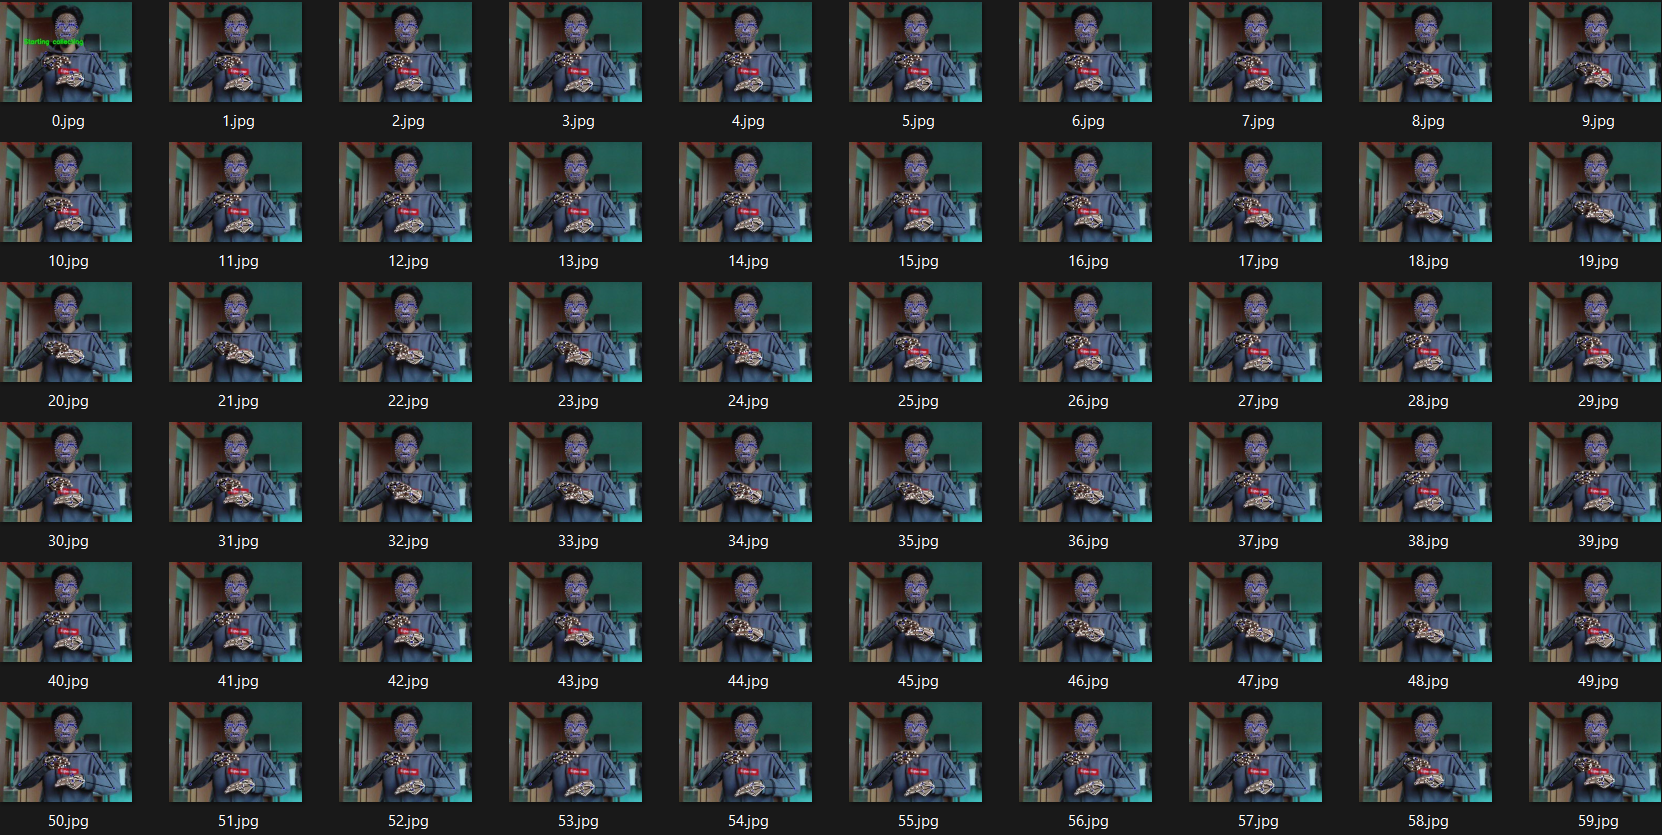 Starting collecting
0.jpg 1.jpg 2.jpg 3.jpg 4.jpg 5.jpg 6.jpg 7.jpg 8.jpg 9.jpg
10.jpg 11.jpg 12.jpg 13.jpg 14.jpg 15.jpg 16.jpg 17.jpg 18.jpg 19.jpg
20.jpg 21.jpg 22.jpg 23.jpg 24.jpg 25.jpg 26.jpg 27.jpg 28.jpg 29.jpg
30.jpg 31.jpg 32.jpg 33.jpg 34.jpg 35.jpg 36.jpg 37.jpg 38.jpg 39.jpg
40.jpg 41.jpg 42.jpg 43.jpg 44.jpg 45.jpg 46.jpg 47.jpg 48.jpg 49.jpg
50.jpg 51.jpg 52.jpg 53.jpg 54.jpg 55.jpg 56.jpg 57.jpg 58.jpg 59.jpg